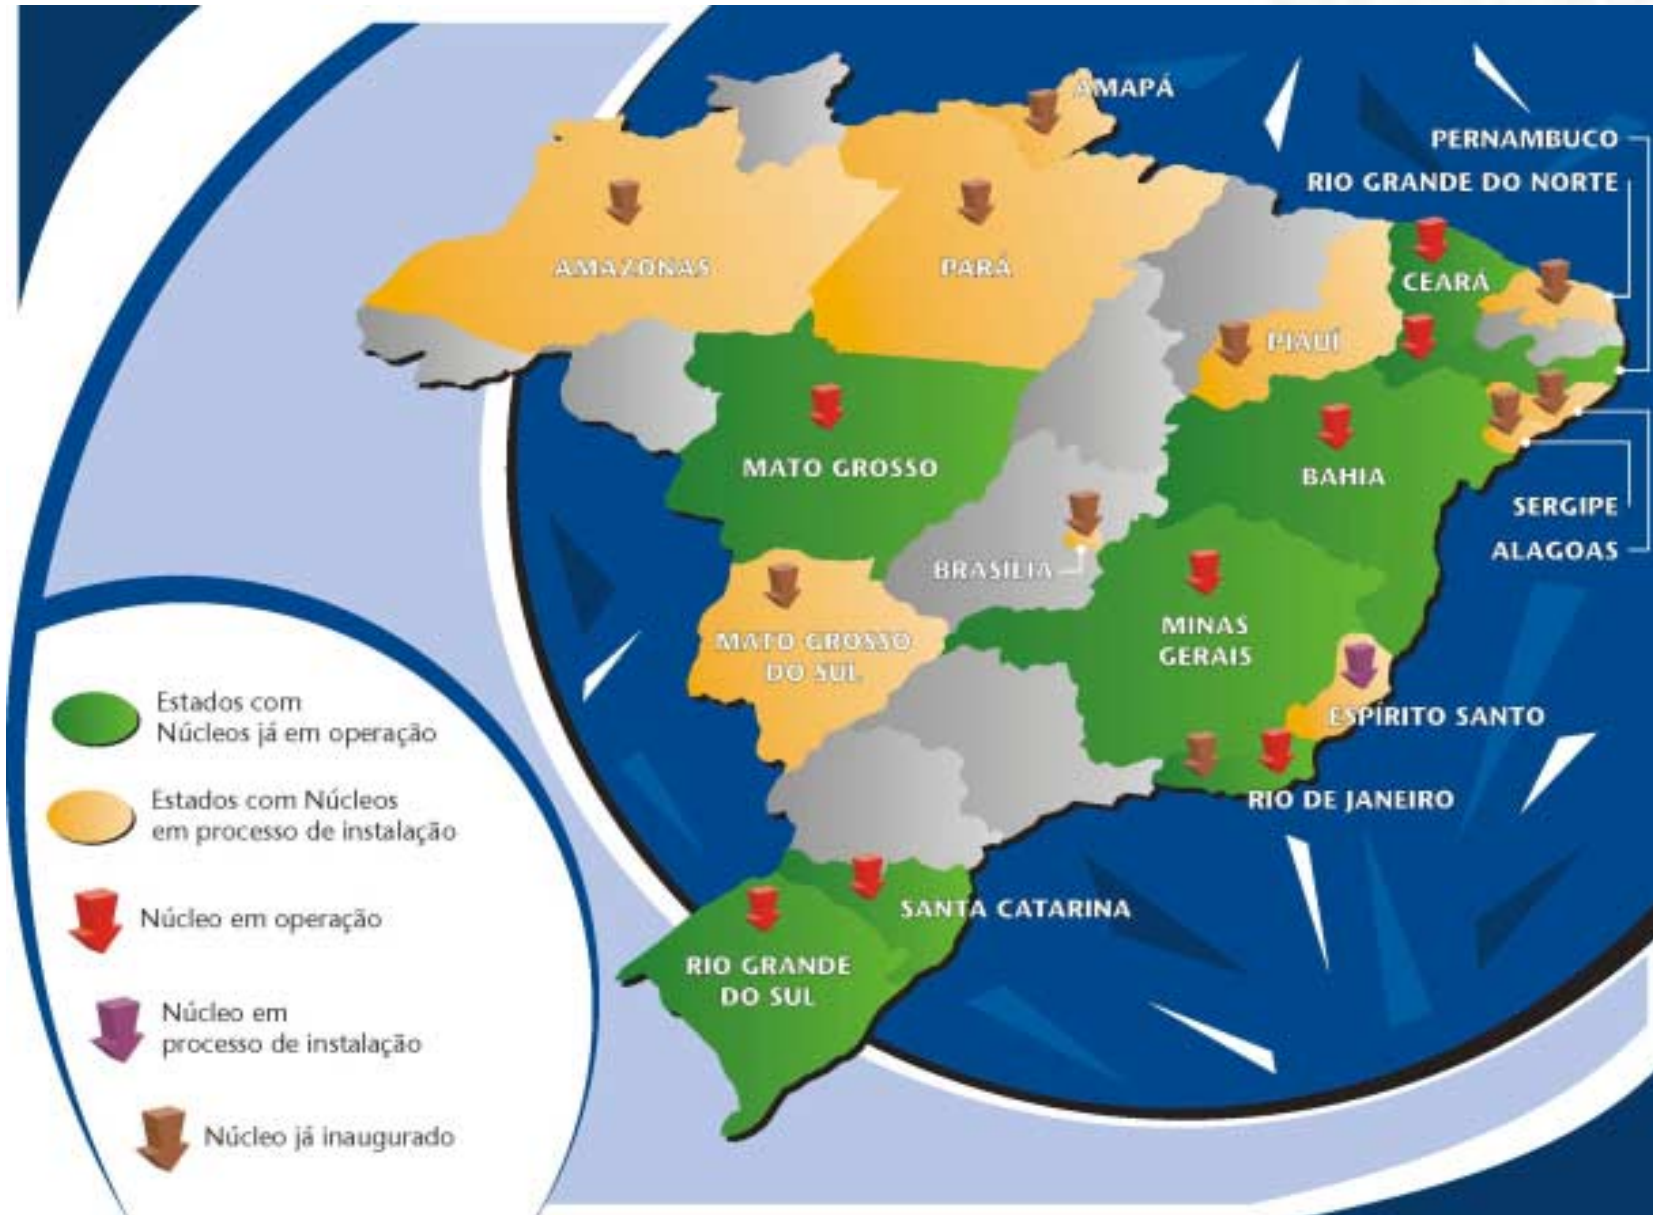 AMAPÁ
PERNAMBUCO
RIO GRANDE DO NORTE
AMAZONAS
PARÁ
CEARÁ
PIAUÍ
MATO GROSSO
BAHIA
SERGIPE
ALAGOAS
BRASÍLIA
MATO GROSSO
DO SUL
MINAS
GERAIS
ESPÍRITO SANTO
RIO DE JANEIRO
SANTA CATARINA
RIO GRANDE
DO SUL
Estados com
Núcleos já em operação
Estados com Núcleos
em processo de instalação
Núcleo em operação
Núcleo em
processo de instalação
Núcleo já inaugurado